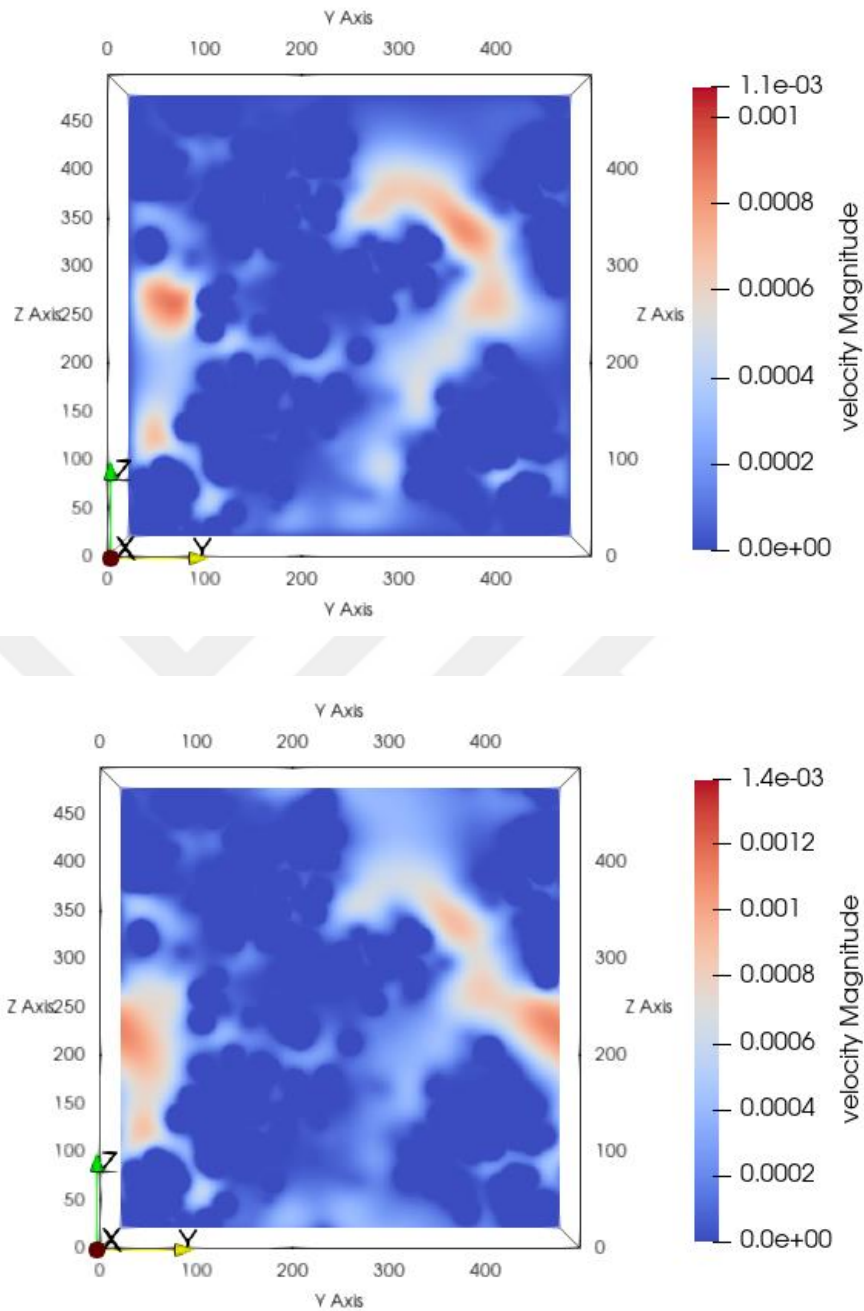 Y Axis
0 100 200 300 400
450
400
350
300
Z Axis250
200
150
100
50
0
400
300
Z Axis
200
100
0
Z
X
Y
0 100 200 300 400
Y Axis
1.1e-03
0.001
0.0008
0.0006
0.0004
0.0002
0.0e+00
velocity Magnitude
Y Axis
0 100 200 300 400
450
400
350
300
Z Axis250
200
150
100
50
0
400
300
Z Axis
200
100
0
Z
X
Y
0 100 200 300 400
Y Axis
1.4e-03
0.0012
0.001
0.0008
0.0006
0.0004
0.0002
0.0e+00
velocity Magnitude